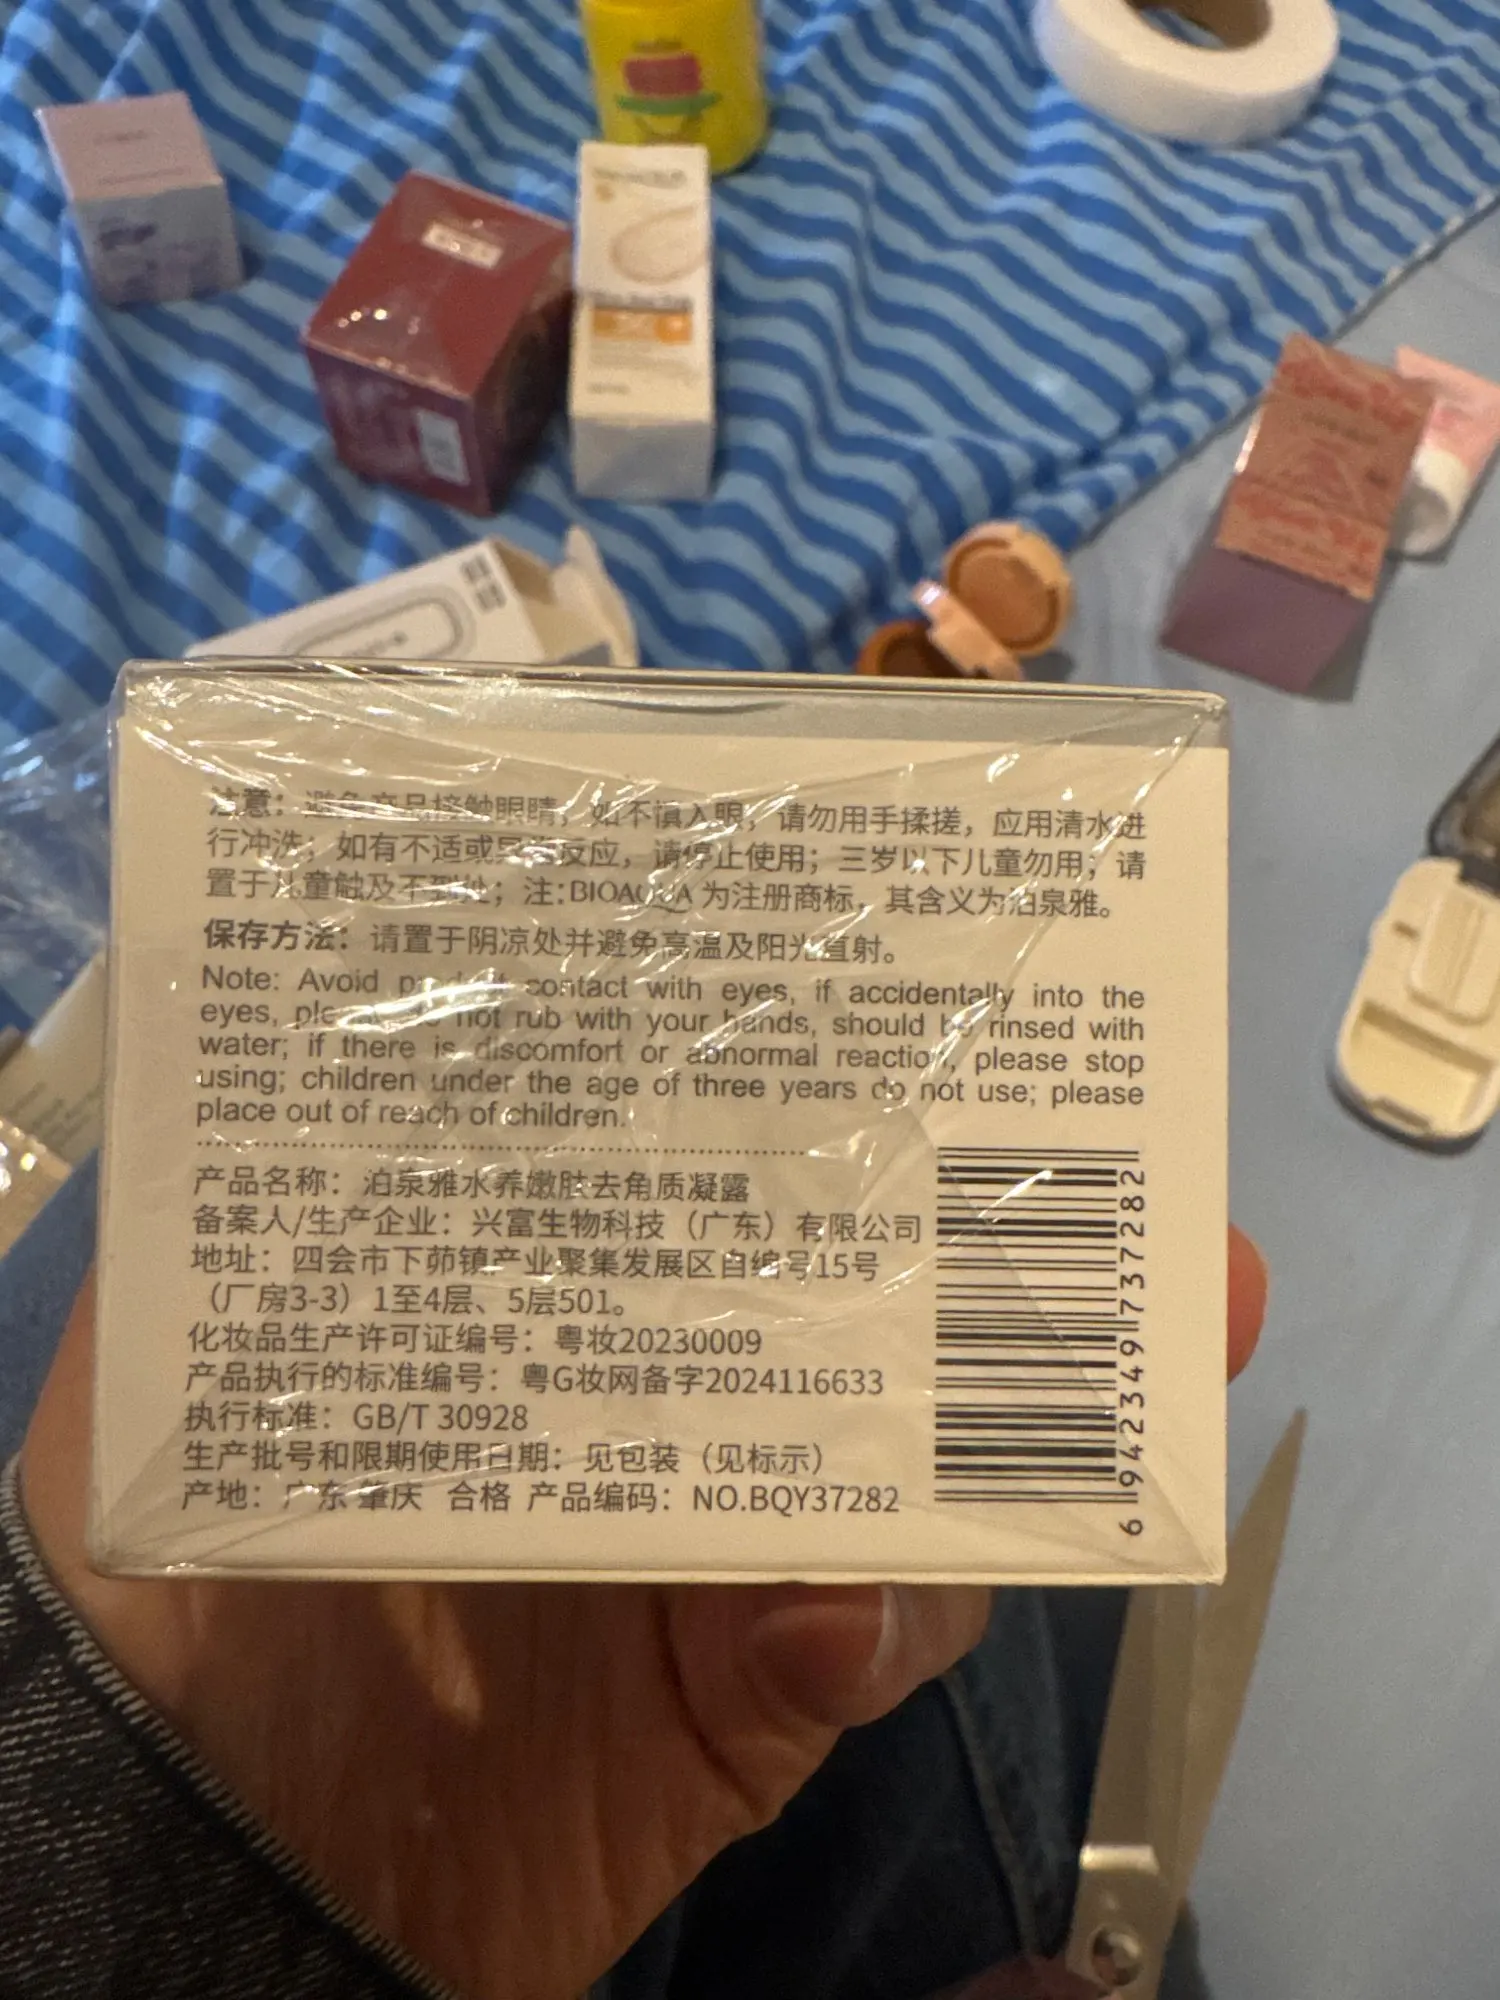 注意：避免产品接触眼睛，如不慎入眼，请勿用手揉搓，应用清水进
行冲洗；如有不适或异常反应，请停止使用；三岁以下儿童勿用；请
置于儿童触及不到处；注：BIOAQUA 为注册商标，其含义为泊泉雅。
保存方法：请置于阴凉处并避免高温及阳光直射。
Note: Avoid product contact with eyes, if accidentally into the
eyes, please do not rub with your hands, should be rinsed with
water; if there is discomfort or abnormal reaction, please stop
using; children under the age of three years do not use; please
place out of reach of children.
产品名称：泊泉雅水养嫩肤去角质凝露
备案人/生产企业：兴富生物科技（广东）有限公司
地址：四会市下茆镇产业聚集发展区自编号15号
（厂房3-3）1至4层、5层501。
化妆品生产许可证编号：粤妆20230009
产品执行的标准编号：粤G妆网备字2024116633
执行标准：GB/T 30928
生产批号和限期使用日期：见包装（见标示）
产地：广东 肇庆 合格 产品编码：NO.BQY37282
6942349737282